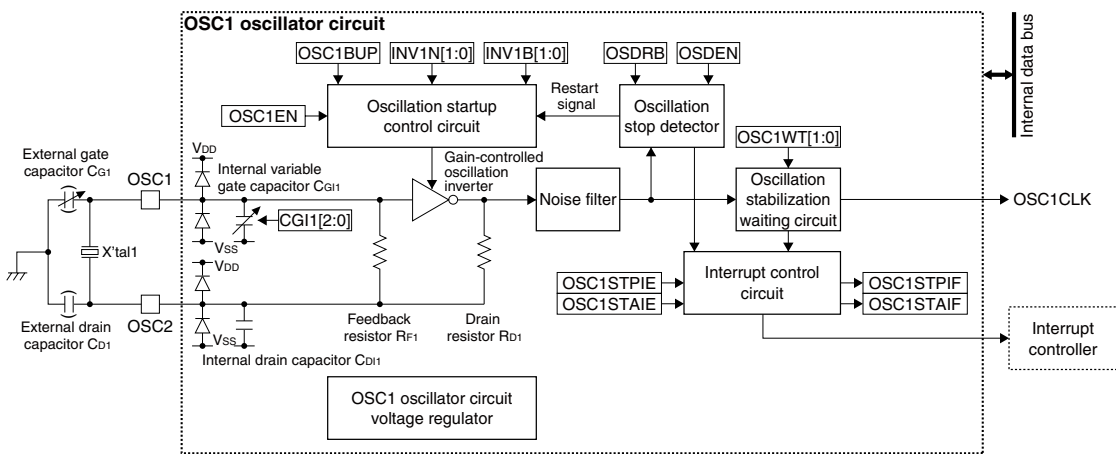 OSC1 oscillator circuit
OSC1BUP
INV1N[1:0]
INV1B[1:0]
OSDRB
OSDEN
Internal data bus
OSC1EN
Oscillation startup
control circuit
Restart
signal
Oscillation
stop detector
OSC1WT[1:0]
External gate
capacitor CG1
OSC1
VDD
Internal variable
gate capacitor CGI1
Gain-controlled
oscillation
inverter
Noise filter
Oscillation
stabilization
waiting circuit
OSC1CLK
CGI1[2:0]
VSS
X'tal1
VDD
OSC1STPIE
OSC1STAIE
Interrupt control
circuit
OSC1STPIF
OSC1STAIF
External drain
capacitor CD1
OSC2
VSS
Internal drain capacitor CDI1
Feedback
resistor RF1
Drain
resistor RD1
Interrupt
controller
OSC1 oscillator circuit
voltage regulator